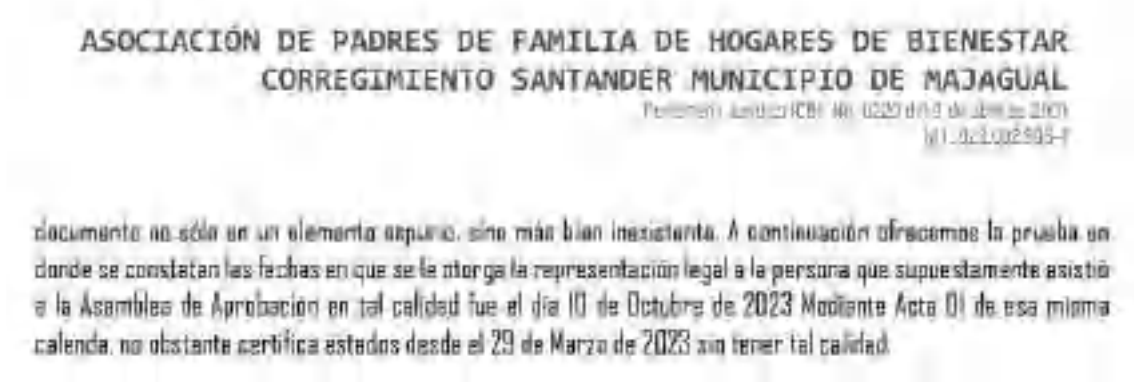 ASOCIACIÓN DE PADRES DE FAMILIA DE HOGARES DE BIENESTAR
CORREGIMIENTO SANTANDER MUNICIPIO DE MAJAGUAL
No. 0220
documento no sólo en un elemento espurio, sino más bien inexistente. A continuación ofrecemos la prueba en
donde se constatan las fechas en que se le otorga la representación legal a la persona que supuestamente asistió
a la Asamblea de Aprobación en tal calidad fue el día 10 de Octubre de 2023 Mediante Acta 01 de esa misma
calenda, no obstante certifica estados desde el 29 de Marzo de 2023 sin tener tal calidad.